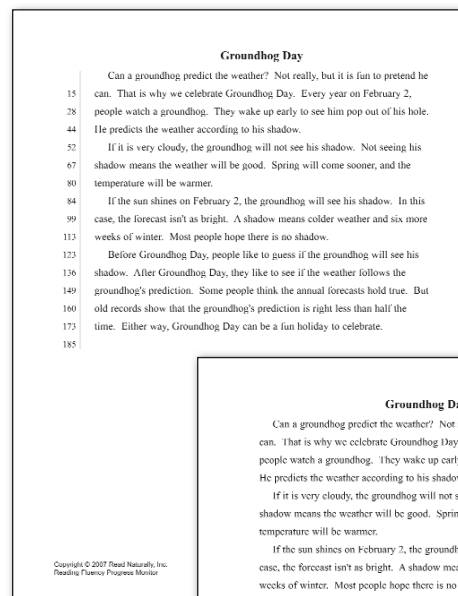 Groundhog Day
Can a groundhog predict the weather? Not really, but it is fun to pretend he
15 can. That is why we celebrate Groundhog Day. Every year on February 2,
28 people watch a groundhog. They wake up early to see him pop out of his hole.
44 He predicts the weather according to his shadow.
52 If it is very cloudy, the groundhog will not see his shadow. Not seeing his
67 shadow means the weather will be good. Spring will come sooner, and the
80 temperature will be warmer.
84 If the sun shines on February 2, the groundhog will see his shadow. In this
99 case, the forecast isn't as bright. A shadow means colder weather and six more
113 weeks of winter. Most people hope there is no shadow.
123 Before Groundhog Day, people like to guess if the groundhog will see his
136 shadow. After Groundhog Day, they like to see if the weather follows the
149 groundhog's prediction. Some people think the annual forecasts hold true. But
160 old records show that the groundhog's prediction is right less than half the
173 time. Either way, Groundhog Day can be a fun holiday to celebrate.
185
Copyright © 2007 Read Naturally, Inc.
Reading Fluency Progress Monitor
Groundhog Da
Can a groundhog predict the weather? Not
can. That is why we celebrate Groundhog Day
people watch a groundhog. They wake up earl
He predicts the weather according to his shado
If it is very cloudy, the groundhog will not s
shadow means the weather will be good. Sprin
temperature will be warmer.
If the sun shines on February 2, the groundh
case, the forecast isn't as bright. A shadow mea
weeks of winter. Most people hope there is no